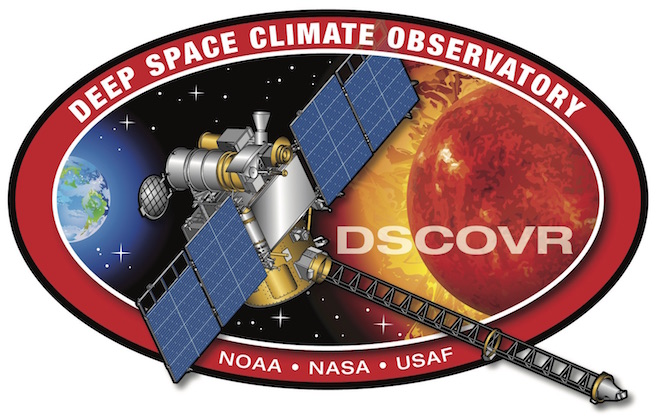 DEEP SPACE CLIMATE OBSERVATORY
DSCOVR
NOAA • NASA • USAF